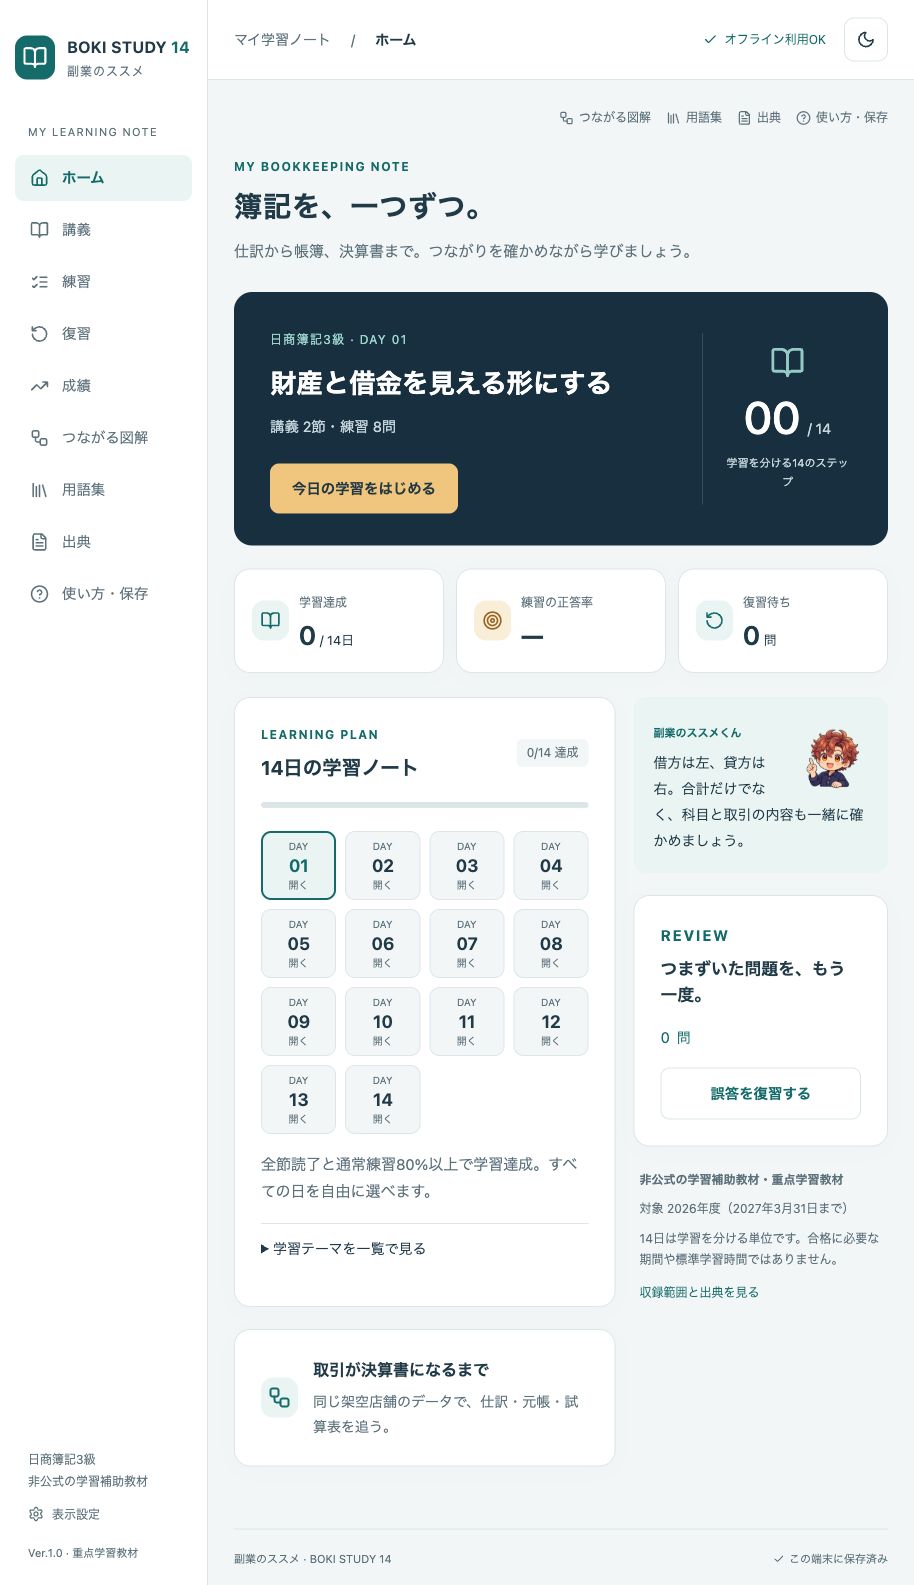 BOKI STUDY 14
副業のススメ
MY LEARNING NOTE
ホーム
講義
練習
復習
成績
つながる図解
用語集
出典
使い方・保存
日商簿記3級
非公式の学習補助教材
表示設定
Ver.1.0 · 重点学習教材
マイ学習ノート / ホーム
オフライン利用OK
つながる図解 用語集 出典 使い方・保存
MY BOOKKEEPING NOTE
簿記を、一つずつ。
仕訳から帳簿、決算書まで。つながりを確かめながら学びましょう。
日商簿記3級 · DAY 01
財産と借金を見える形にする
講義 2節・練習 8問
今日の学習をはじめる
00 / 14
学習を分ける14のステッ
プ
学習達成
0 / 14日
練習の正答率
—
復習待ち
0 問
LEARNING PLAN
14日の学習ノート
0/14 達成
DAY
01
開く
DAY
02
開く
DAY
03
開く
DAY
04
開く
DAY
05
開く
DAY
06
開く
DAY
07
開く
DAY
08
開く
DAY
09
開く
DAY
10
開く
DAY
11
開く
DAY
12
開く
DAY
13
開く
DAY
14
開く
全節読了と通常練習80%以上で学習達成。すべ
ての日を自由に選べます。
▶ 学習テーマを一覧で見る
取引が決算書になるまで
同じ架空店舗のデータで、仕訳・元帳・試
算表を追う。
副業のススメくん
借方は左、貸方は
右。合計だけでな
く、科目と取引の内容も一緒に確
かめましょう。
REVIEW
つまずいた問題を、もう
一度。
0 問
誤答を復習する
非公式の学習補助教材・重点学習教材
対象 2026年度（2027年3月31日まで）
14日は学習を分ける単位です。合格に必要な
期間や標準学習時間ではありません。
収録範囲と出典を見る
副業のススメ · BOKI STUDY 14
この端末に保存済み